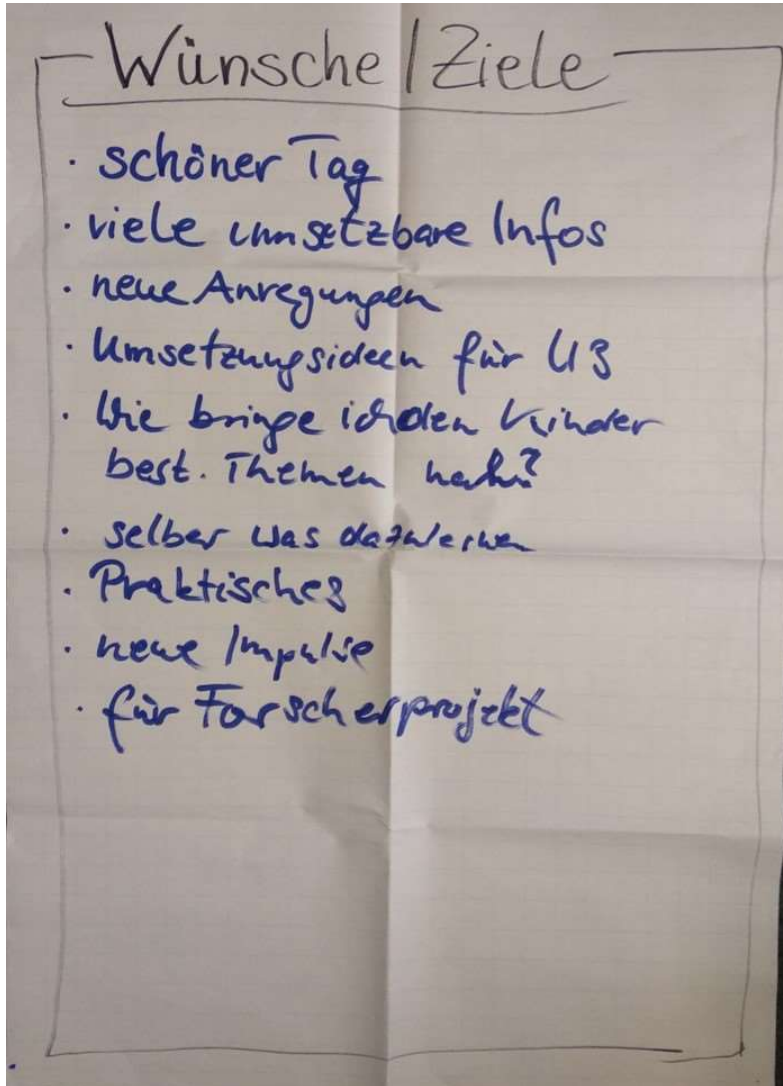 Wünsche/Ziele
· schöner Tag
· viele umsetzbare Infos
· neue Anregungen
· Umsetzungsideen für U3
· Wie bringe ich den Kinder
best. Themen nahe?
· selber was dazulernen
· Praktisches
· neue Impulse
· für Forscherprojekt